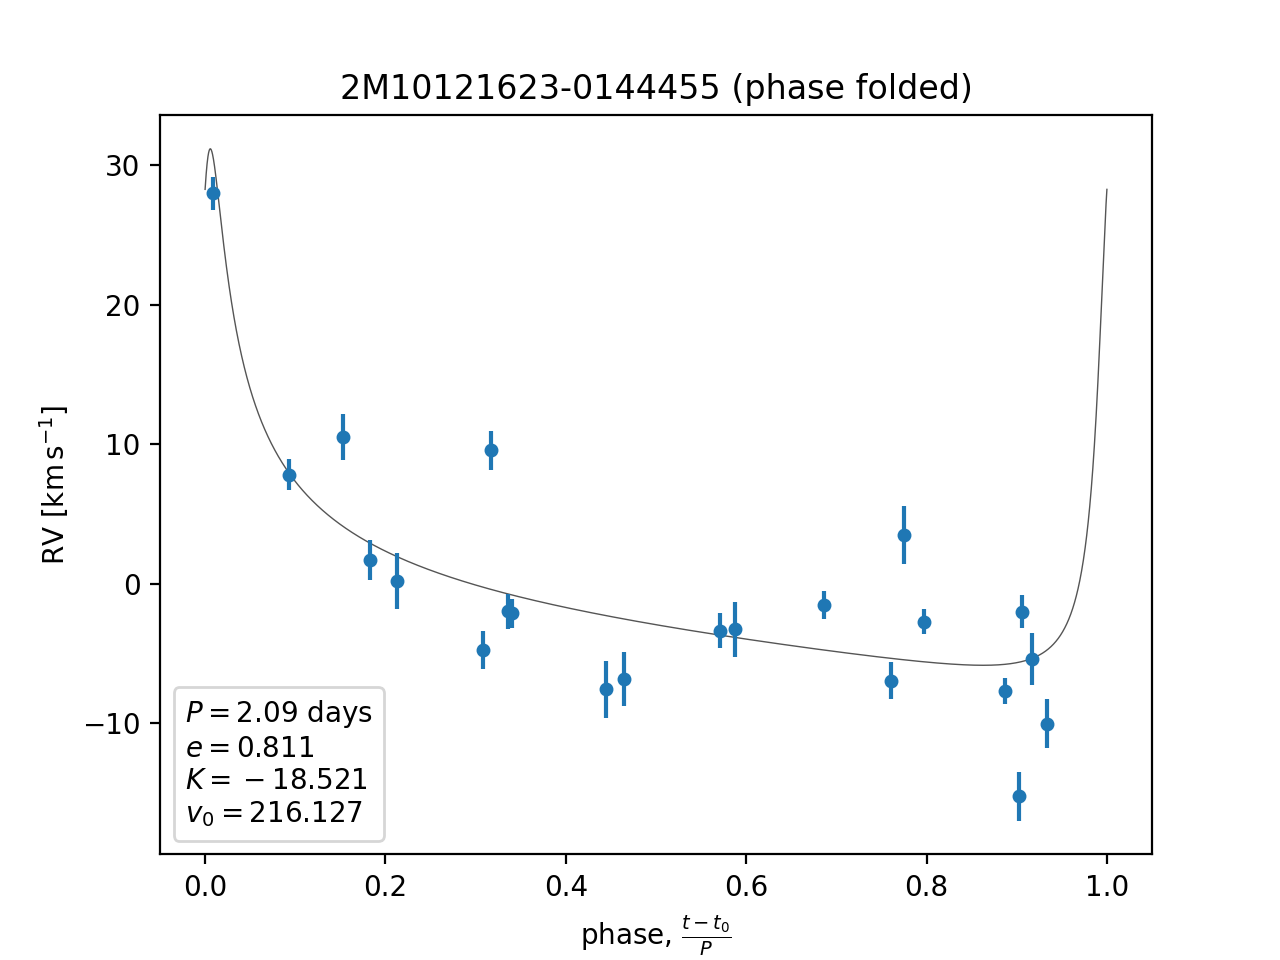 2M10121623-0144455 (phase folded)
RV [km s⁻¹]
30
20
10
0
−10
P = 2.09 days
e = 0.811
K = −18.521
v₀ = 216.127
0.0 0.2 0.4 0.6 0.8 1.0
phase, (t − t₀)/P